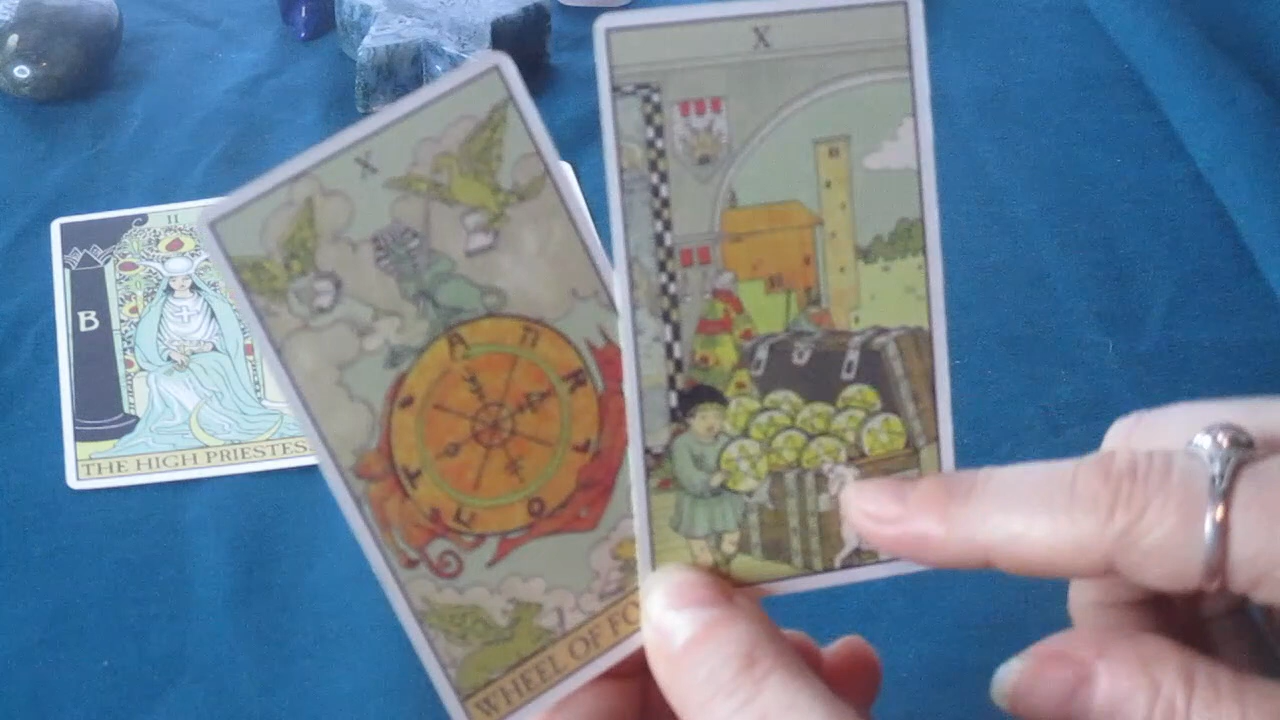 X
X
II
B
THE HIGH PRIESTES
WHEEL OF FO